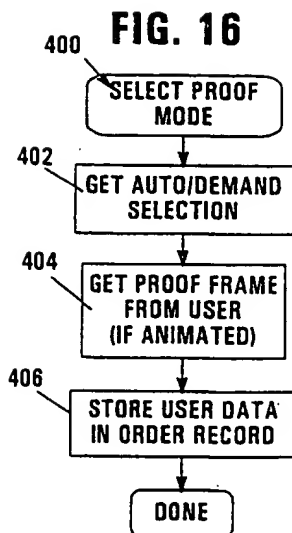 FIG. 16
400
SELECT PROOF
MODE
402
GET AUTO/DEMAND
SELECTION
404
GET PROOF FRAME
FROM USER
(IF ANIMATED)
406
STORE USER DATA
IN ORDER RECORD
DONE